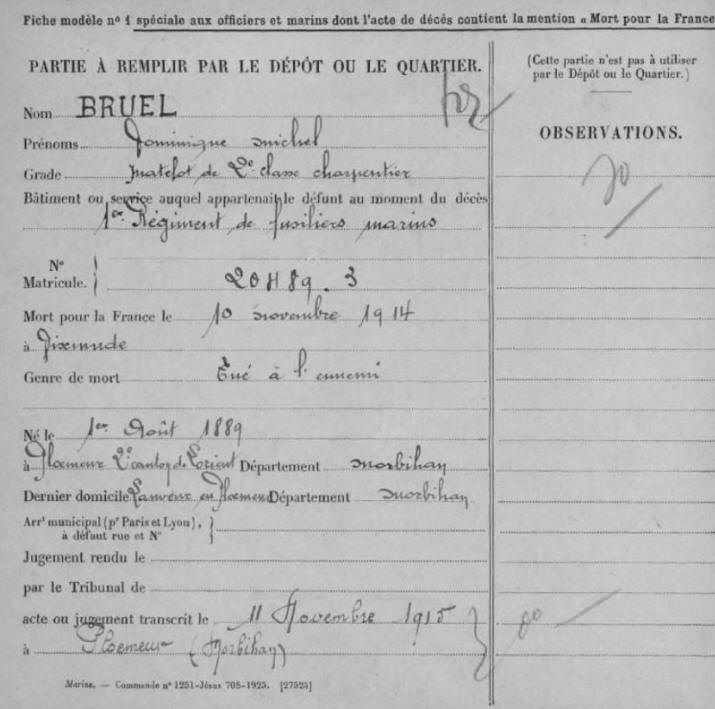 Fiche modèle n° 1 spéciale aux officiers et marins dont l'acte de décès contient la mention « Mort pour la France
PARTIE À REMPLIR PAR LE DÉPÔT OU LE QUARTIER.
(Cette partie n'est pas à utiliser
par le Dépôt ou le Quartier.)
Nom BRUEL
OBSERVATIONS.
Prénoms Dominique Michel
Grade Matelot de 2e classe charpentier
Bâtiment ou service auquel appartenait le défunt au moment du décès
1er Régiment de fusiliers marins
N°
Matricule. 20489.3
Mort pour la France le 10 novembre 1914
à Dixmude
Genre de mort Tué à l'ennemi
Né le 1er Août 1889
à Ploemeur 2e canton de Lorient Département Morbihan
Dernier domicile en Ploemeur Département Morbihan
Arrt municipal (pr Paris et Lyon),
à défaut rue et N°
Jugement rendu le
par le Tribunal de
acte ou jugement transcrit le 11 Novembre 1915
à Ploemeur (Morbihan)
Marine. — Commande n° 1251-Jésus 705-1925. [27525]